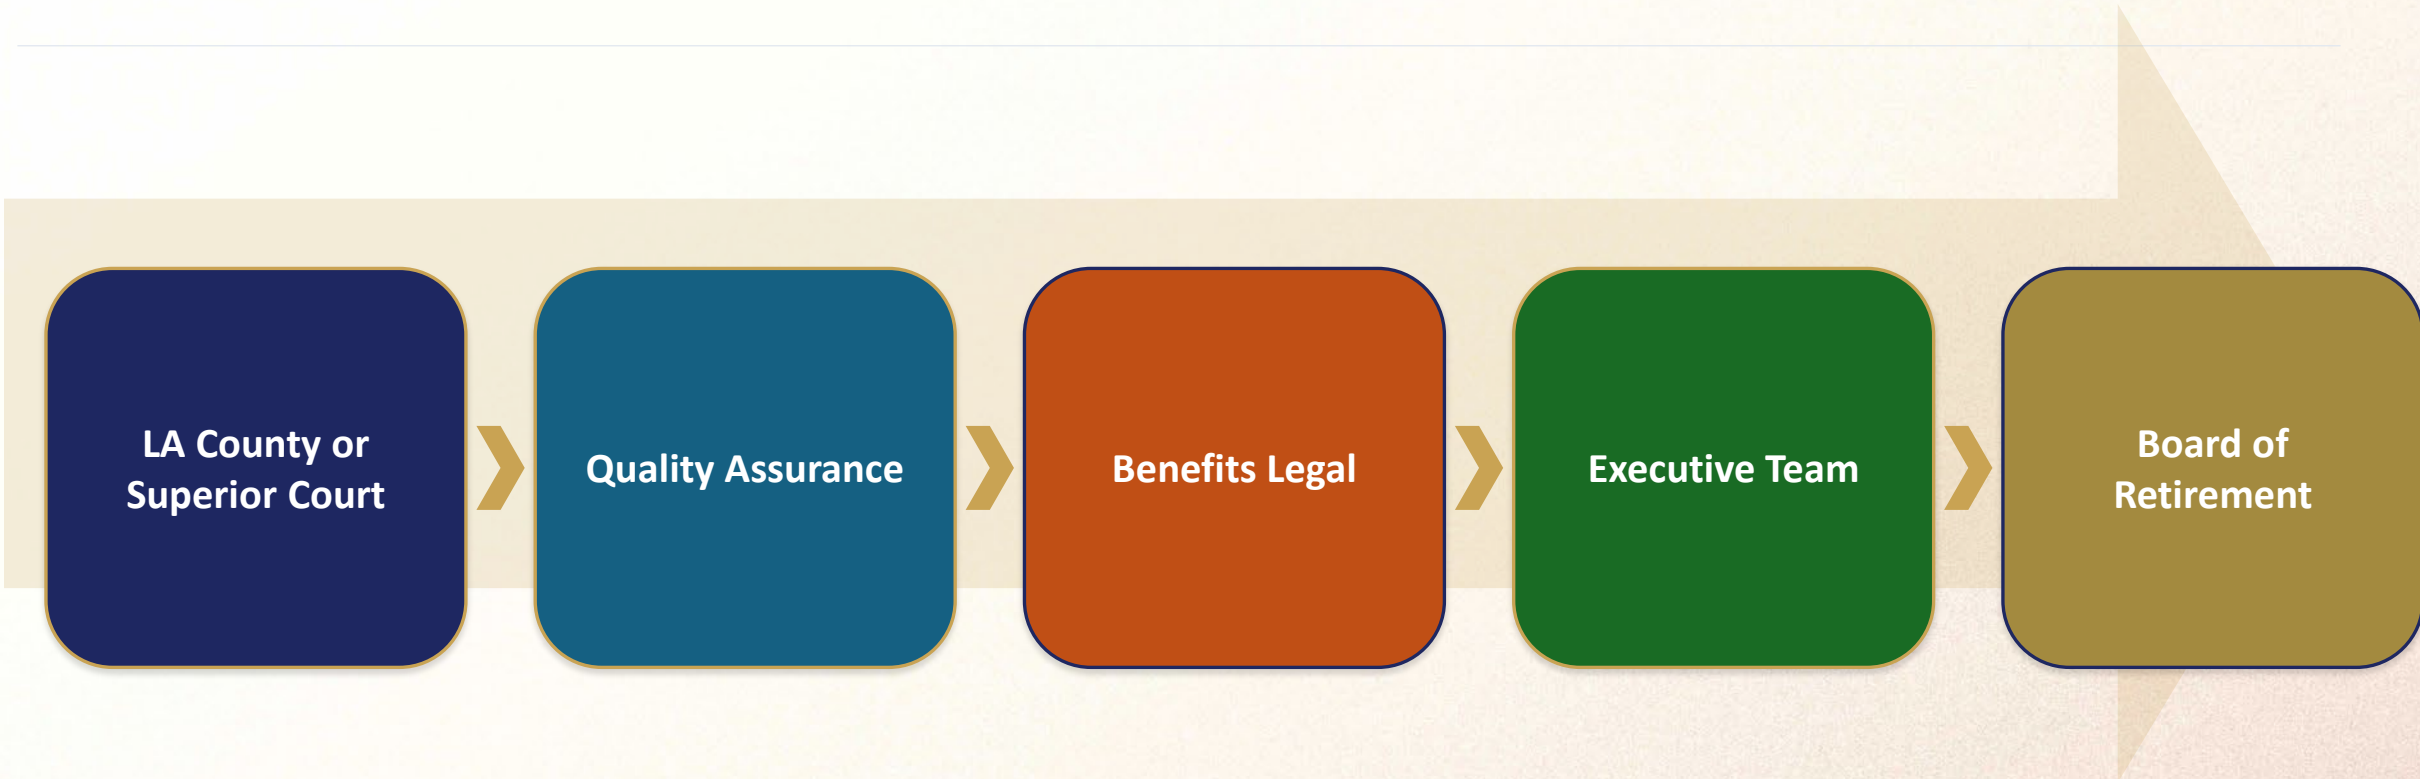 LA County or
Superior Court
Quality Assurance
Benefits Legal
Executive Team
Board of
Retirement